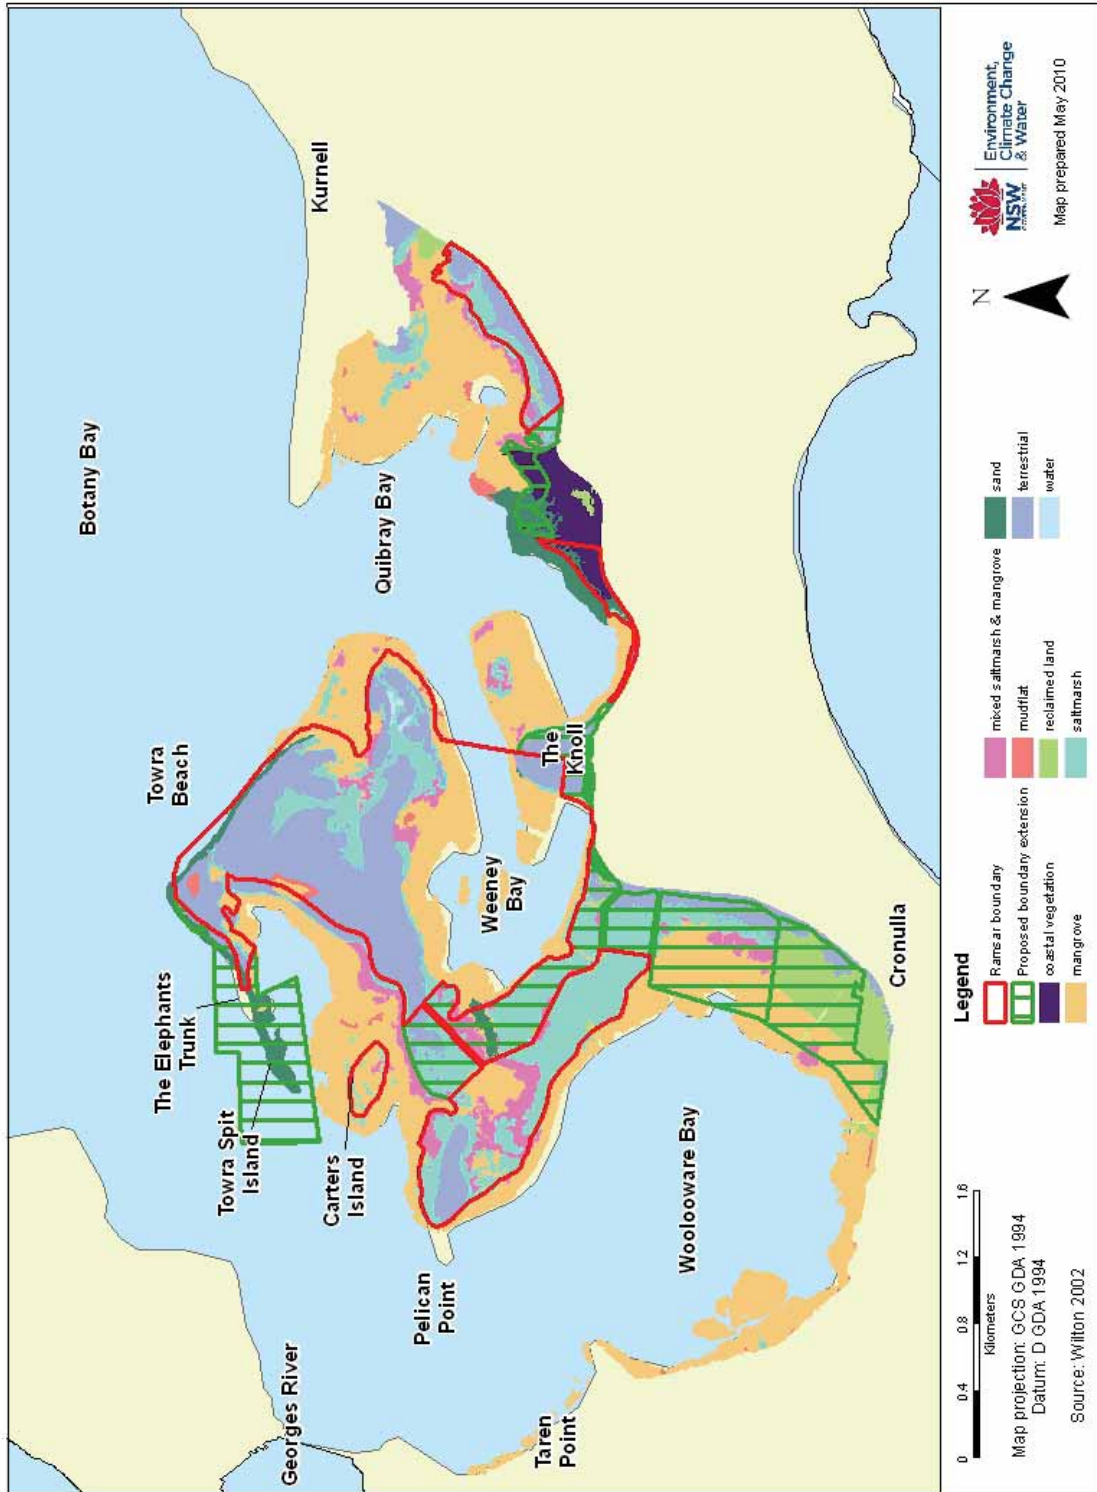 Botany Bay
Kurnell
Towra
Beach
Quibray Bay
The Elephants
Trunk
Towra Spit
Island
Carters
Island
The
Knoll
Weeney
Bay
Pelican
Point
Georges River
Woolooware Bay
Taren
Point
Cronulla
Legend
Ramsar boundary
Proposed boundary extension
coastal vegetation
mangrove
mixed saltmarsh & mangrove
mudflat
reclaimed land
saltmarsh
sand
terrestrial
water
N
NSW
Environment,
Climate Change
& Water
Map prepared May 2010
0 0.4 0.8 1.2 1.6
Kilometers
Map projection: GCS GDA 1994
Datum: D GDA 1994
Source: Wilton 2002